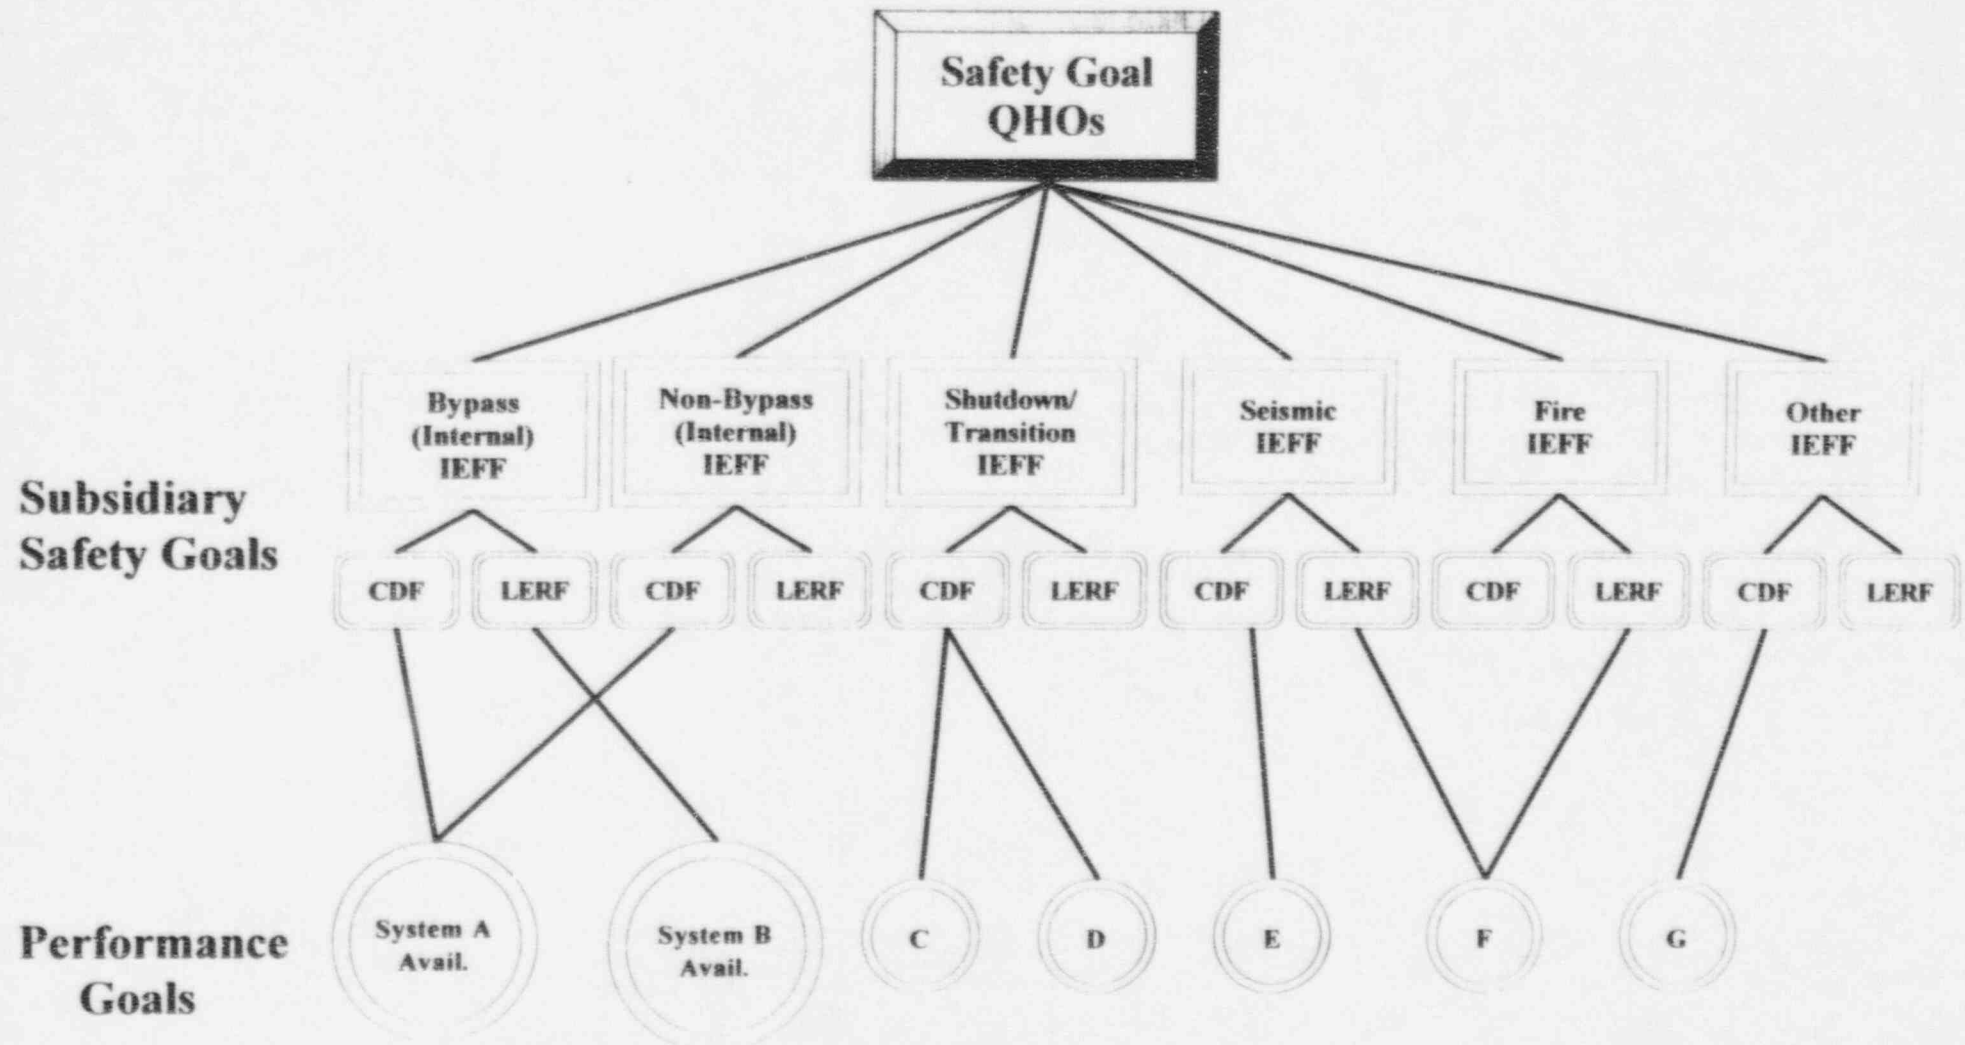 Safety Goal
QHOs
Bypass
(Internal)
IEFF
Non-Bypass
(Internal)
IEFF
Shutdown/
Transition
IEFF
Seismic
IEFF
Fire
IEFF
Other
IEFF
Subsidiary
Safety Goals
CDF
LERF
CDF
LERF
CDF
LERF
CDF
LERF
CDF
LERF
CDF
LERF
Performance
Goals
System A
Avail.
System B
Avail.
C
D
E
F
G